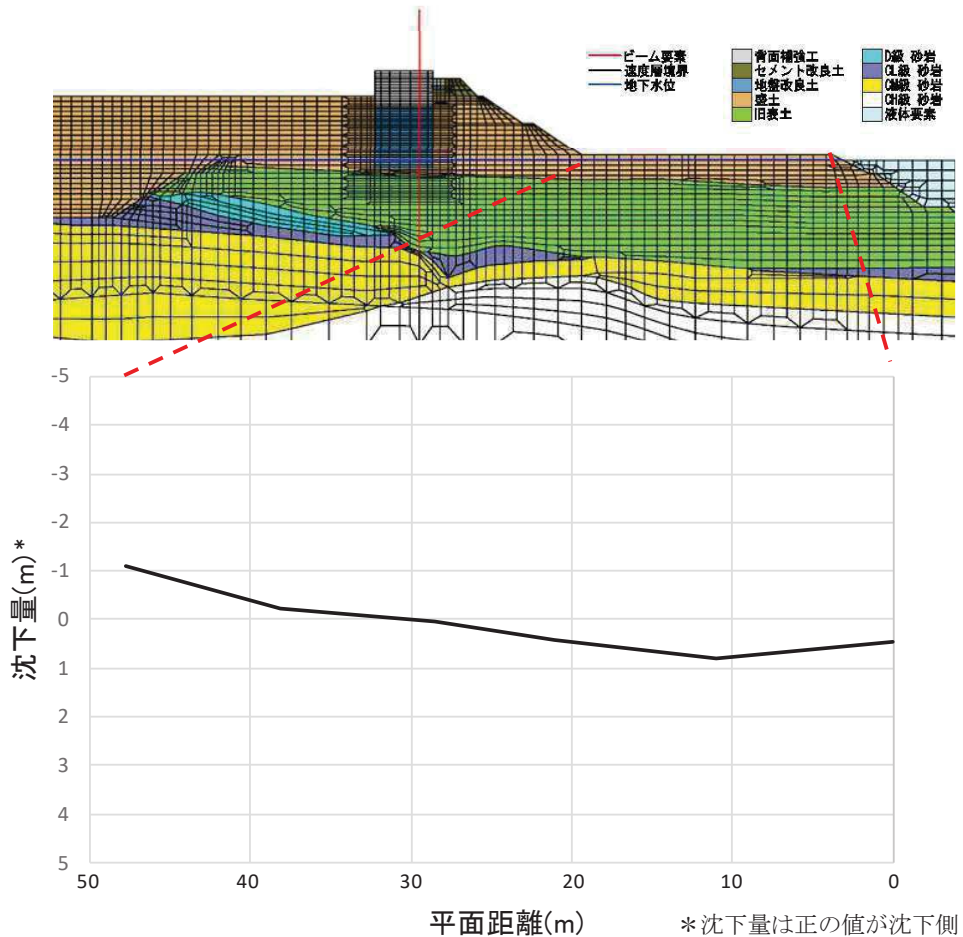 ビーム要素
速度層境界
地下水位
背面補強工
セメント改良土
地盤改良土
盛土
旧表土
D級 砂岩
CL級 砂岩
CM級 砂岩
CH級 砂岩
液体要素
-5
-4
-3
-2
-1
0
1
2
3
4
5
沈下量(m)*
50
40
30
20
10
0
平面距離(m)
*沈下量は正の値が沈下側